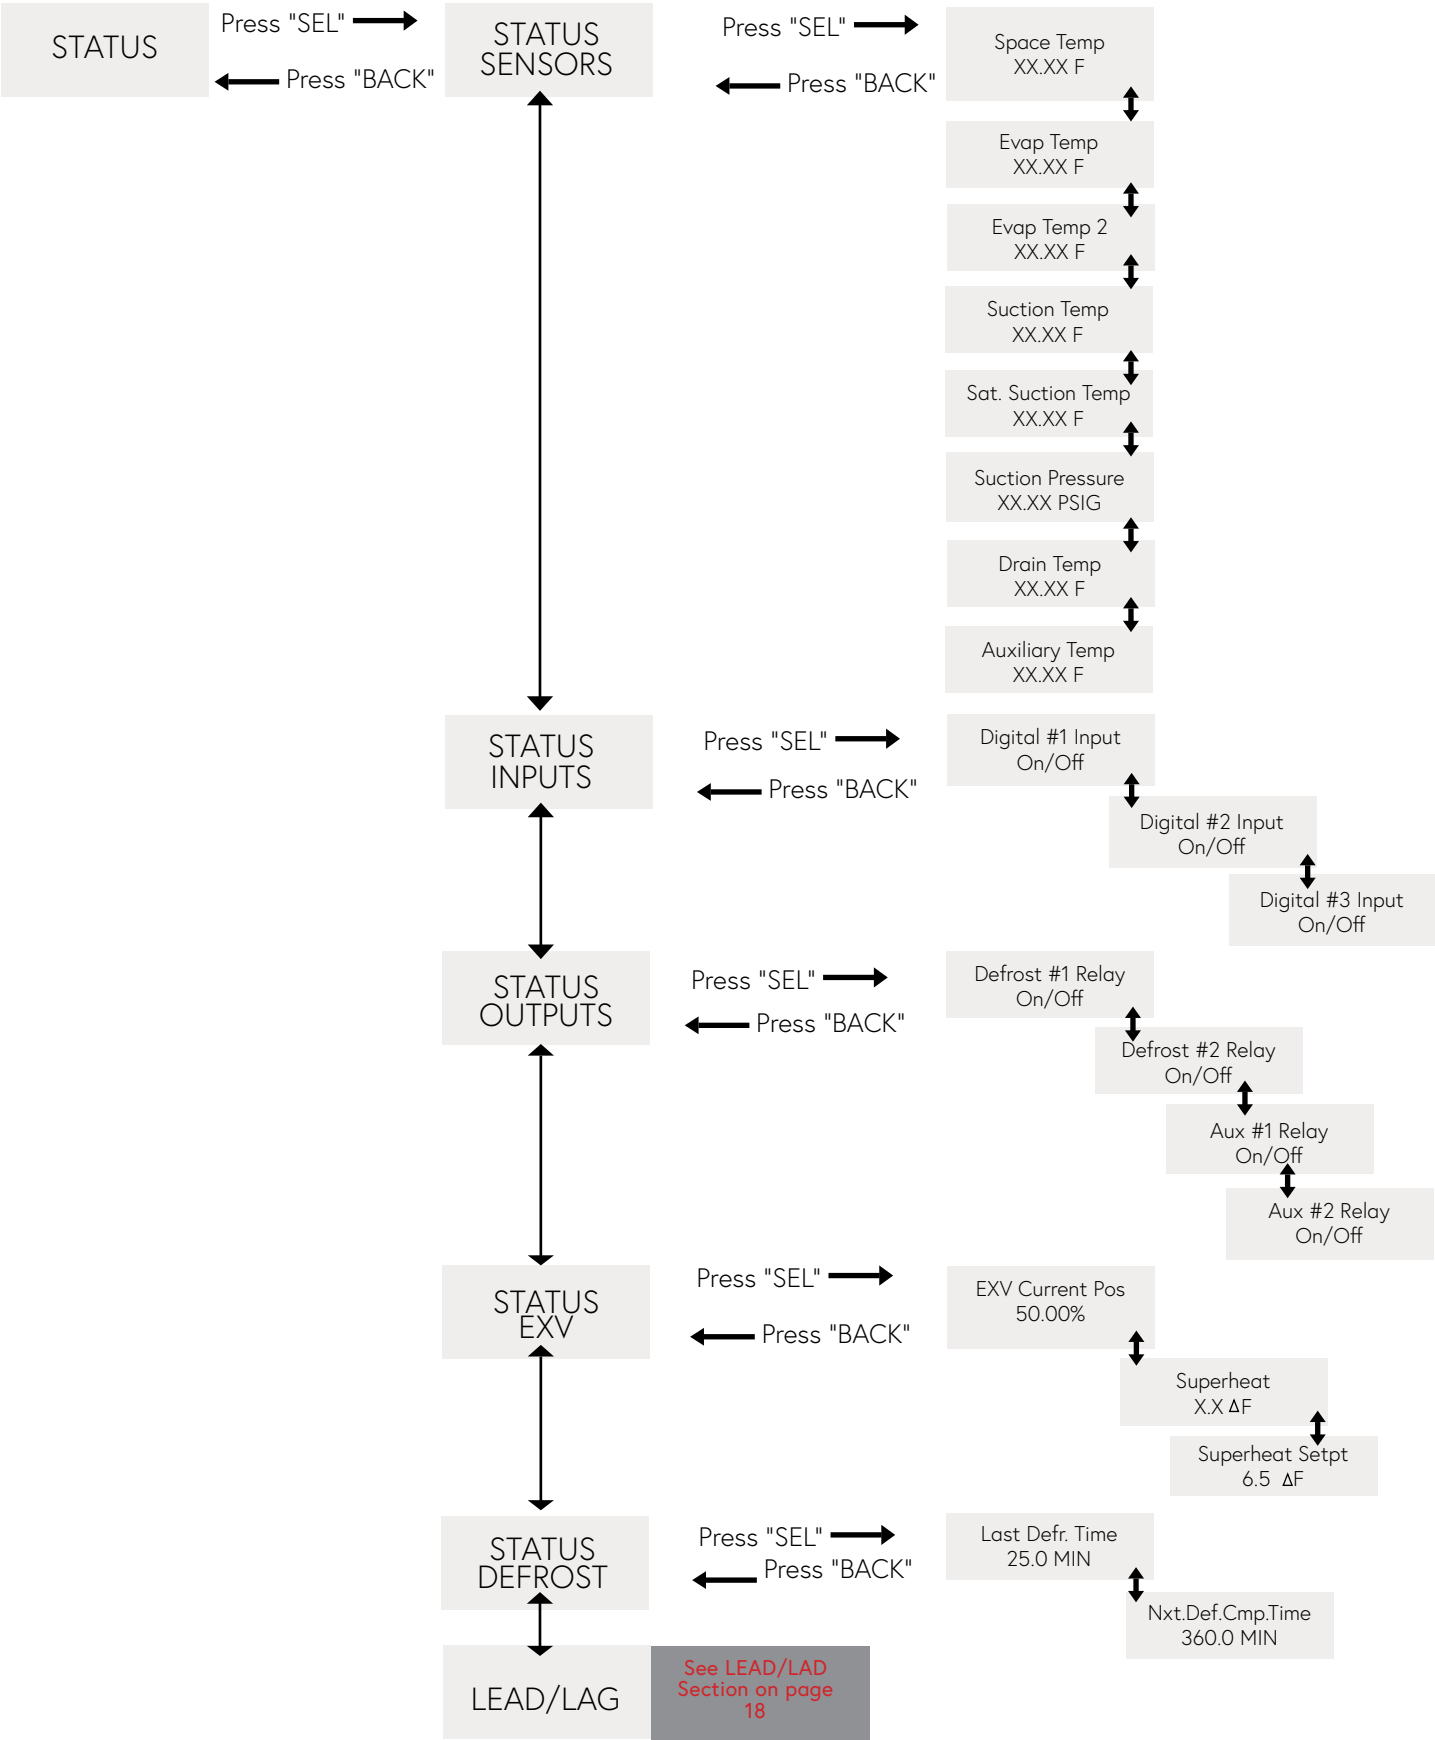 STATUS
Press "SEL"
Press "BACK"
STATUS
SENSORS
Press "SEL"
Press "BACK"
Space Temp
XX.XX F
Evap Temp
XX.XX F
Evap Temp 2
XX.XX F
Suction Temp
XX.XX F
Sat. Suction Temp
XX.XX F
Suction Pressure
XX.XX PSIG
Drain Temp
XX.XX F
Auxiliary Temp
XX.XX F
STATUS
INPUTS
Press "SEL"
Press "BACK"
Digital #1 Input
On/Off
Digital #2 Input
On/Off
Digital #3 Input
On/Off
STATUS
OUTPUTS
Press "SEL"
Press "BACK"
Defrost #1 Relay
On/Off
Defrost #2 Relay
On/Off
Aux #1 Relay
On/Off
Aux #2 Relay
On/Off
STATUS
EXV
Press "SEL"
Press "BACK"
EXV Current Pos
50.00%
Superheat
X.X ΔF
Superheat Setpt
6.5 ΔF
STATUS
DEFROST
Press "SEL"
Press "BACK"
Last Defr. Time
25.0 MIN
Nxt.Def.Cmp.Time
360.0 MIN
LEAD/LAG
See LEAD/LAD
Section on page
18